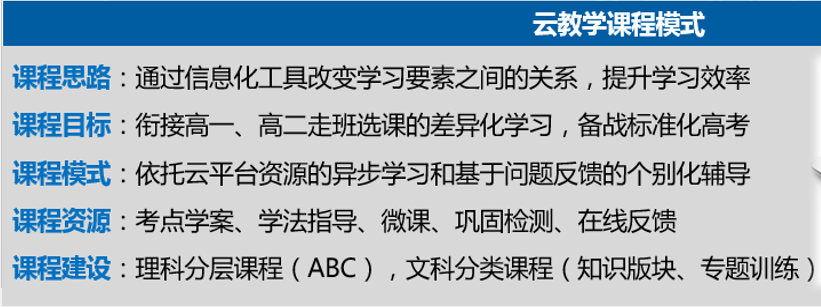 云教学课程模式
课程思路：通过信息化工具改变学习要素之间的关系，提升学习效率
课程目标：衔接高一、高二走班选课的差异化学习，备战标准化高考
课程模式：依托云平台资源的异步学习和基于问题反馈的个别化辅导
课程资源：考点学案、学法指导、微课、巩固检测、在线反馈
课程建设：理科分层课程（ABC），文科分类课程（知识版块、专题训练）